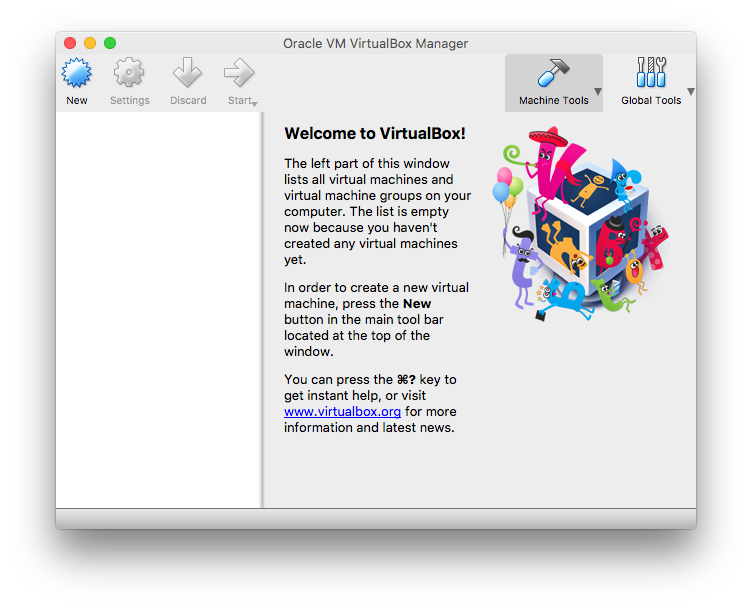 Oracle VM VirtualBox Manager
New
Settings
Discard
Start
Machine Tools
Global Tools
Welcome to VirtualBox!
The left part of this window
lists all virtual machines and
virtual machine groups on your
computer. The list is empty
now because you haven't
created any virtual machines
yet.
In order to create a new virtual
machine, press the New
button in the main tool bar
located at the top of the
window.
You can press the ⌘? key to
get instant help, or visit
www.virtualbox.org for more
information and latest news.